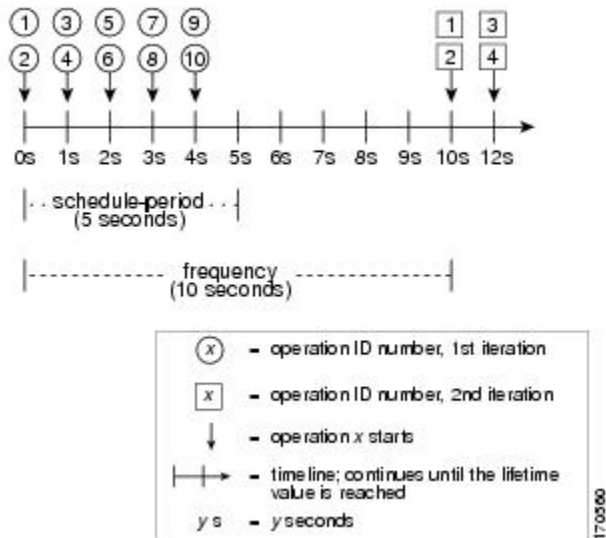 1 3 5 7 9 1 3
2 4 6 8 10 2 4
0s 1s 2s 3s 4s 5s 6s 7s 8s 9s 10s 12s
schedule-period
(5 seconds)
frequency
(10 seconds)
x = operation ID number, 1st iteration
x = operation ID number, 2nd iteration
= operation x starts
= timeline; continues until the lifetime
value is reached
y s = y seconds
170560